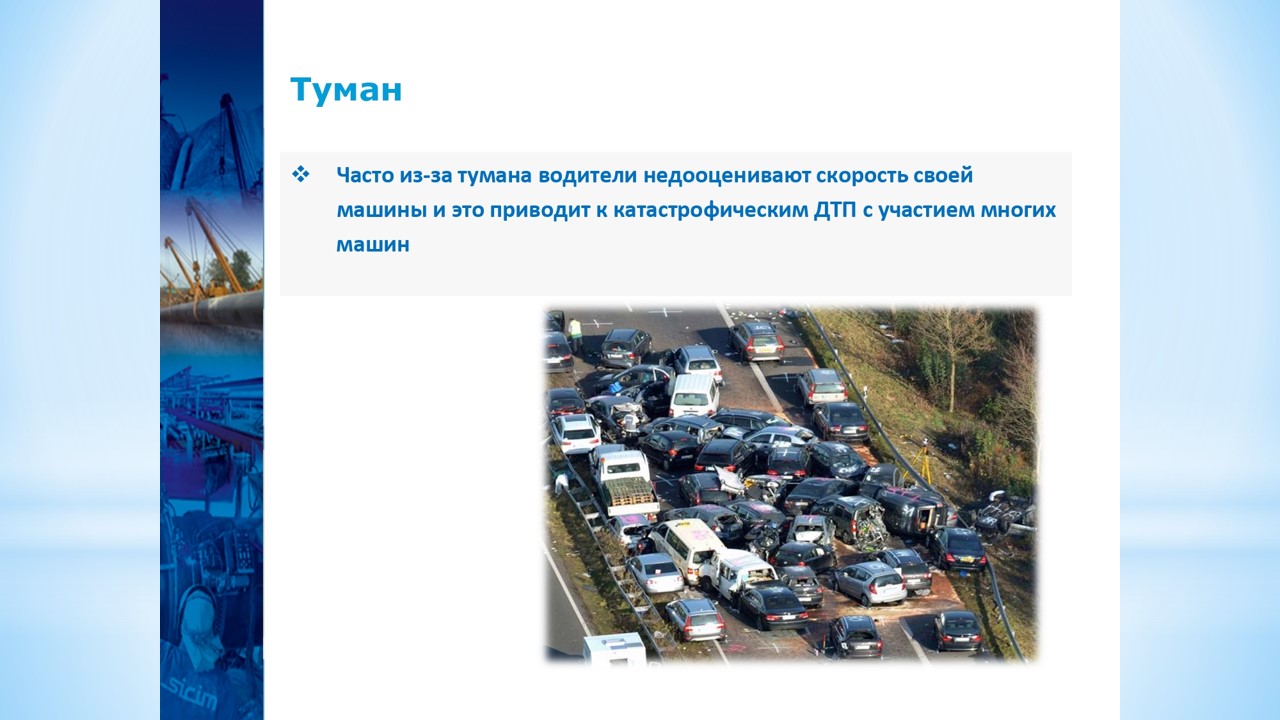 Туман
Часто из-за тумана водители недооценивают скорость своей
машины и это приводит к катастрофическим ДТП с участием многих
машин
sicim